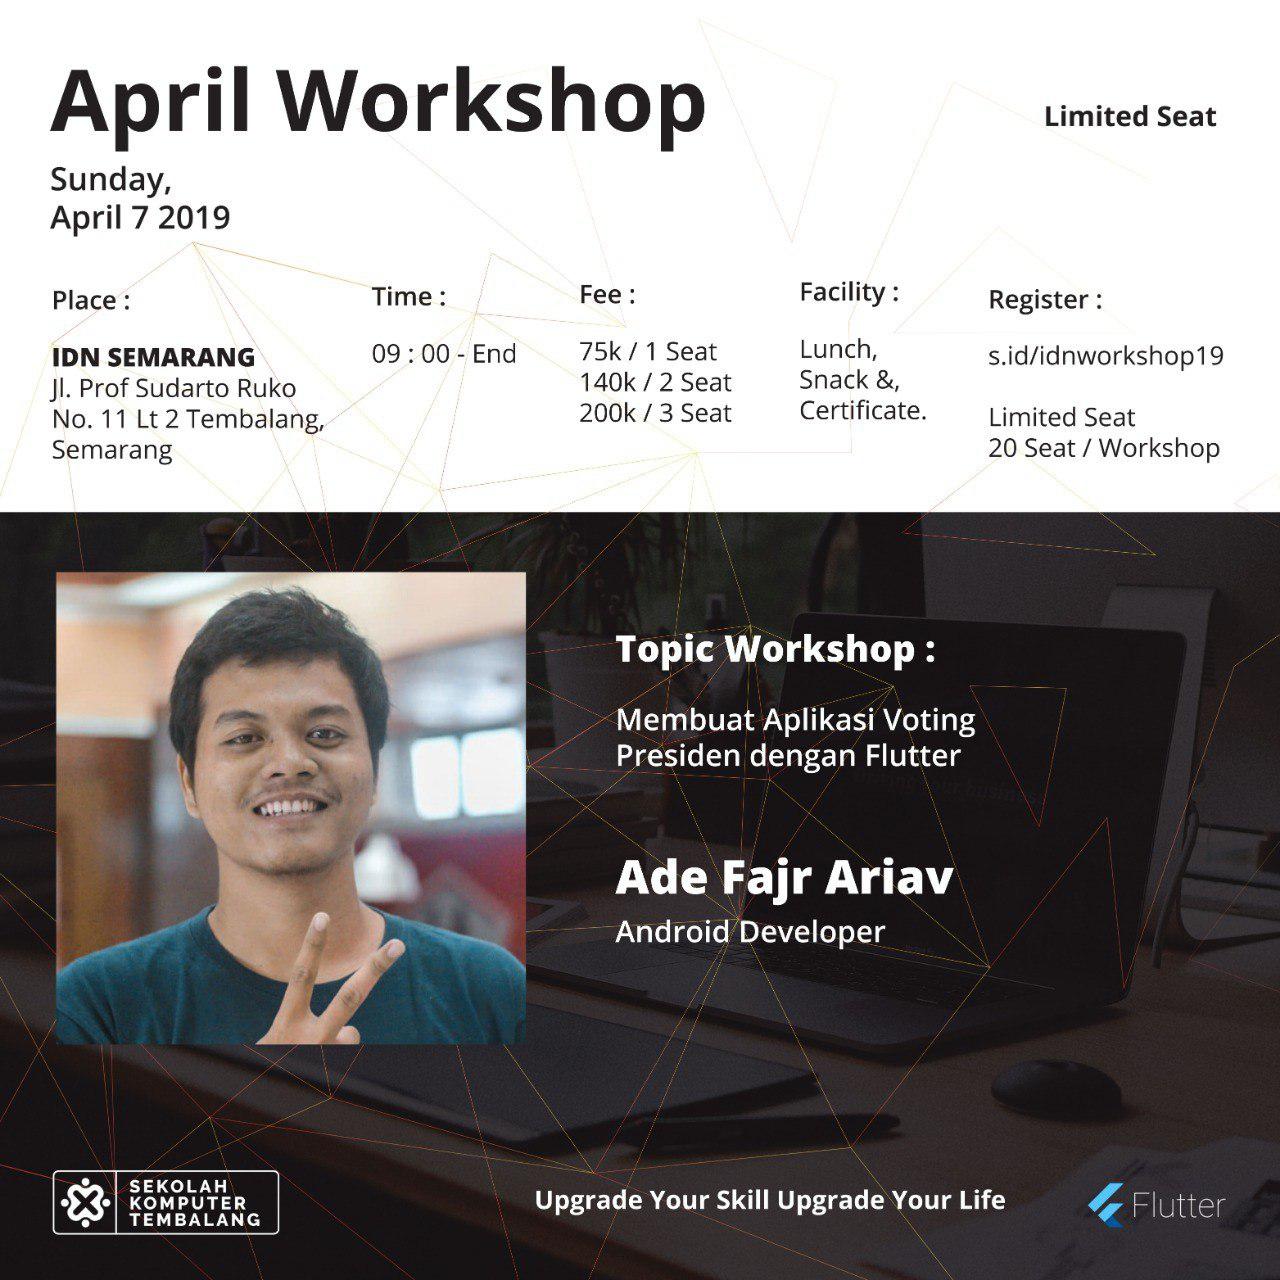 April Workshop
Limited Seat
Sunday,
April 7 2019
Place :
IDN SEMARANG
Jl. Prof Sudarto Ruko
No. 11 Lt 2 Tembalang,
Semarang
Time :
09 : 00 - End
Fee :
75k / 1 Seat
140k / 2 Seat
200k / 3 Seat
Facility :
Lunch,
Snack &,
Certificate.
Register :
s.id/idnworkshop19
Limited Seat
20 Seat / Workshop
Topic Workshop :
Membuat Aplikasi Voting
Presiden dengan Flutter
Ade Fajr Ariav
Android Developer
SEKOLAH
KOMPUTER
TEMBALANG
Upgrade Your Skill Upgrade Your Life
Flutter